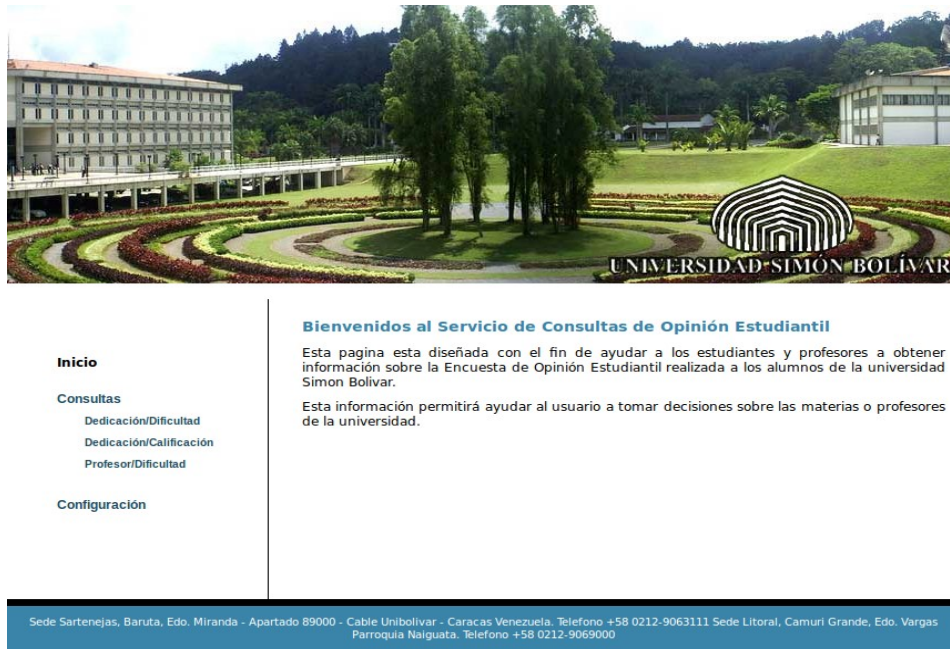 UNIVERSIDAD SIMÓN BOLÍVAR
Inicio
Consultas
Dedicación/Dificultad
Dedicación/Calificación
Profesor/Dificultad
Configuración
Bienvenidos al Servicio de Consultas de Opinión Estudiantil
Esta pagina esta diseñada con el fin de ayudar a los estudiantes y profesores a obtener
información sobre la Encuesta de Opinión Estudiantil realizada a los alumnos de la universidad
Simon Bolivar.
Esta información permitirá ayudar al usuario a tomar decisiones sobre las materias o profesores
de la universidad.
Sede Sartenejas, Baruta, Edo. Miranda - Apartado 89000 - Cable Unibolivar - Caracas Venezuela. Telefono +58 0212-9063111 Sede Litoral, Camuri Grande, Edo. Vargas
Parroquia Naiguata. Telefono +58 0212-9069000